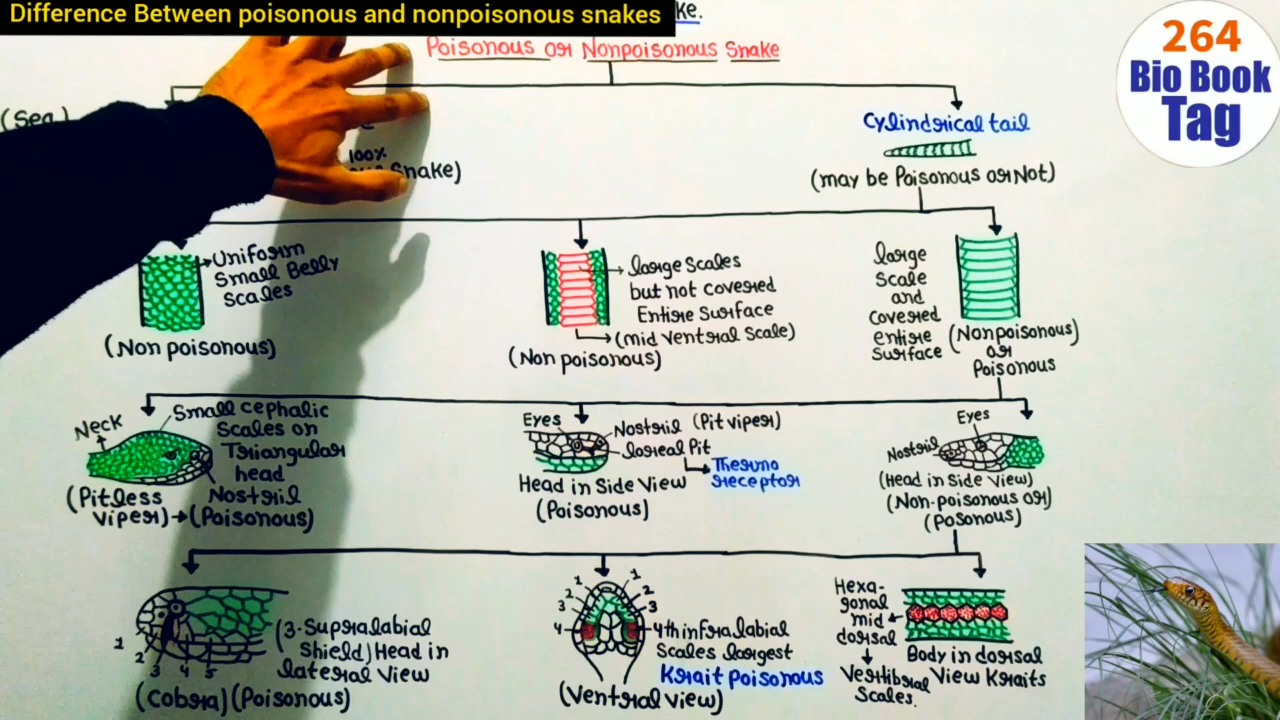 Difference Between poisonous and nonpoisonous snakes
ke.
264
Bio Book
Tag
Poisonous or Nonpoisonous Snake
(Sea)
100%
Snake)
Cylindrical tail
(may be Poisonous or Not)
Uniform
Small Belly
Scales
(Non poisonous)
large Scales
but not covered
Entire Surface
(mid ventral Scale)
(Non poisonous)
large
Scale
and
covered
entire
Surface
(Nonpoisonous)
or
Poisonous
Neck
Small cephalic
Scales on
Triangular
head
Nostril
(Pitless
viper)→(Poisonous)
Eyes
Nostril (Pit viper)
loreal Pit
Thermo
receptor
Head in Side View
(Poisonous)
Eyes
Nostril
(Head in Side View)
(Non-poisonous or)
(Posonous)
1
2
3
4
5
(3-Supralabial
Shield) Head in
lateral View
(Cobra) (Poisonous)
1
2
3
4
1
2
3
4th infralabial
Scales largest
Krait Poisonous
(Ventral View)
Hexa-
gonal
mid
dorsal
Vertibral
Scales.
Body in dorsal
View Kraits